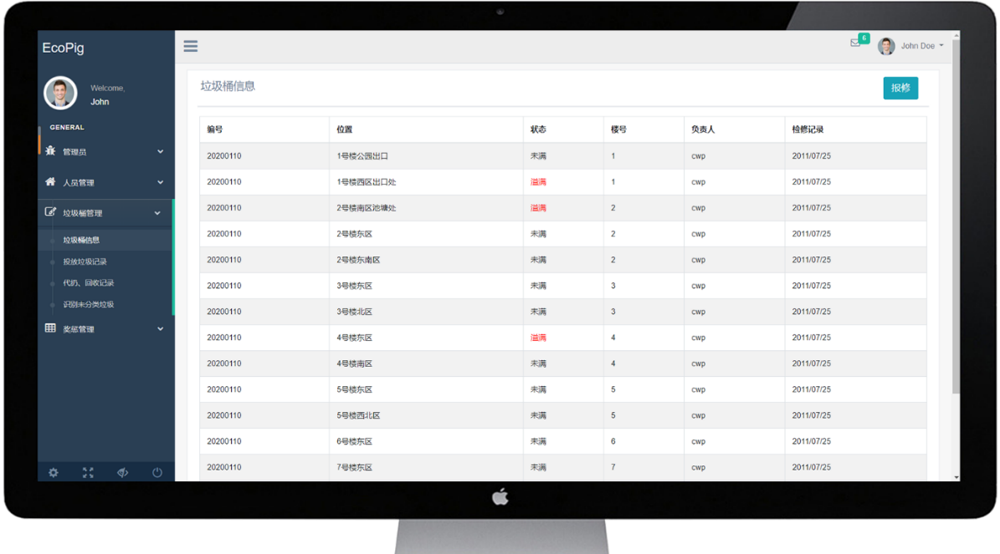 EcoPig
6
John Doe
Welcome,
John
GENERAL
管理员
人员管理
垃圾桶管理
垃圾桶信息
投放垃圾记录
代扔、回收记录
识别未分类垃圾
奖惩管理
垃圾桶信息
报修
编号 位置 状态 楼号 负责人 检修记录
20200110 1号楼公园出口 未满 1 cwp 2011/07/25
20200110 1号楼西区出口处 溢满 1 cwp 2011/07/25
20200110 2号楼南区池塘处 溢满 2 cwp 2011/07/25
20200110 2号楼东区 未满 2 cwp 2011/07/25
20200110 2号楼东南区 未满 2 cwp 2011/07/25
20200110 3号楼东区 未满 3 cwp 2011/07/25
20200110 3号楼北区 未满 3 cwp 2011/07/25
20200110 4号楼东区 溢满 4 cwp 2011/07/25
20200110 4号楼南区 未满 4 cwp 2011/07/25
20200110 5号楼东区 未满 5 cwp 2011/07/25
20200110 5号楼西北区 未满 5 cwp 2011/07/25
20200110 6号楼东区 未满 6 cwp 2011/07/25
20200110 7号楼东区 未满 7 cwp 2011/07/25